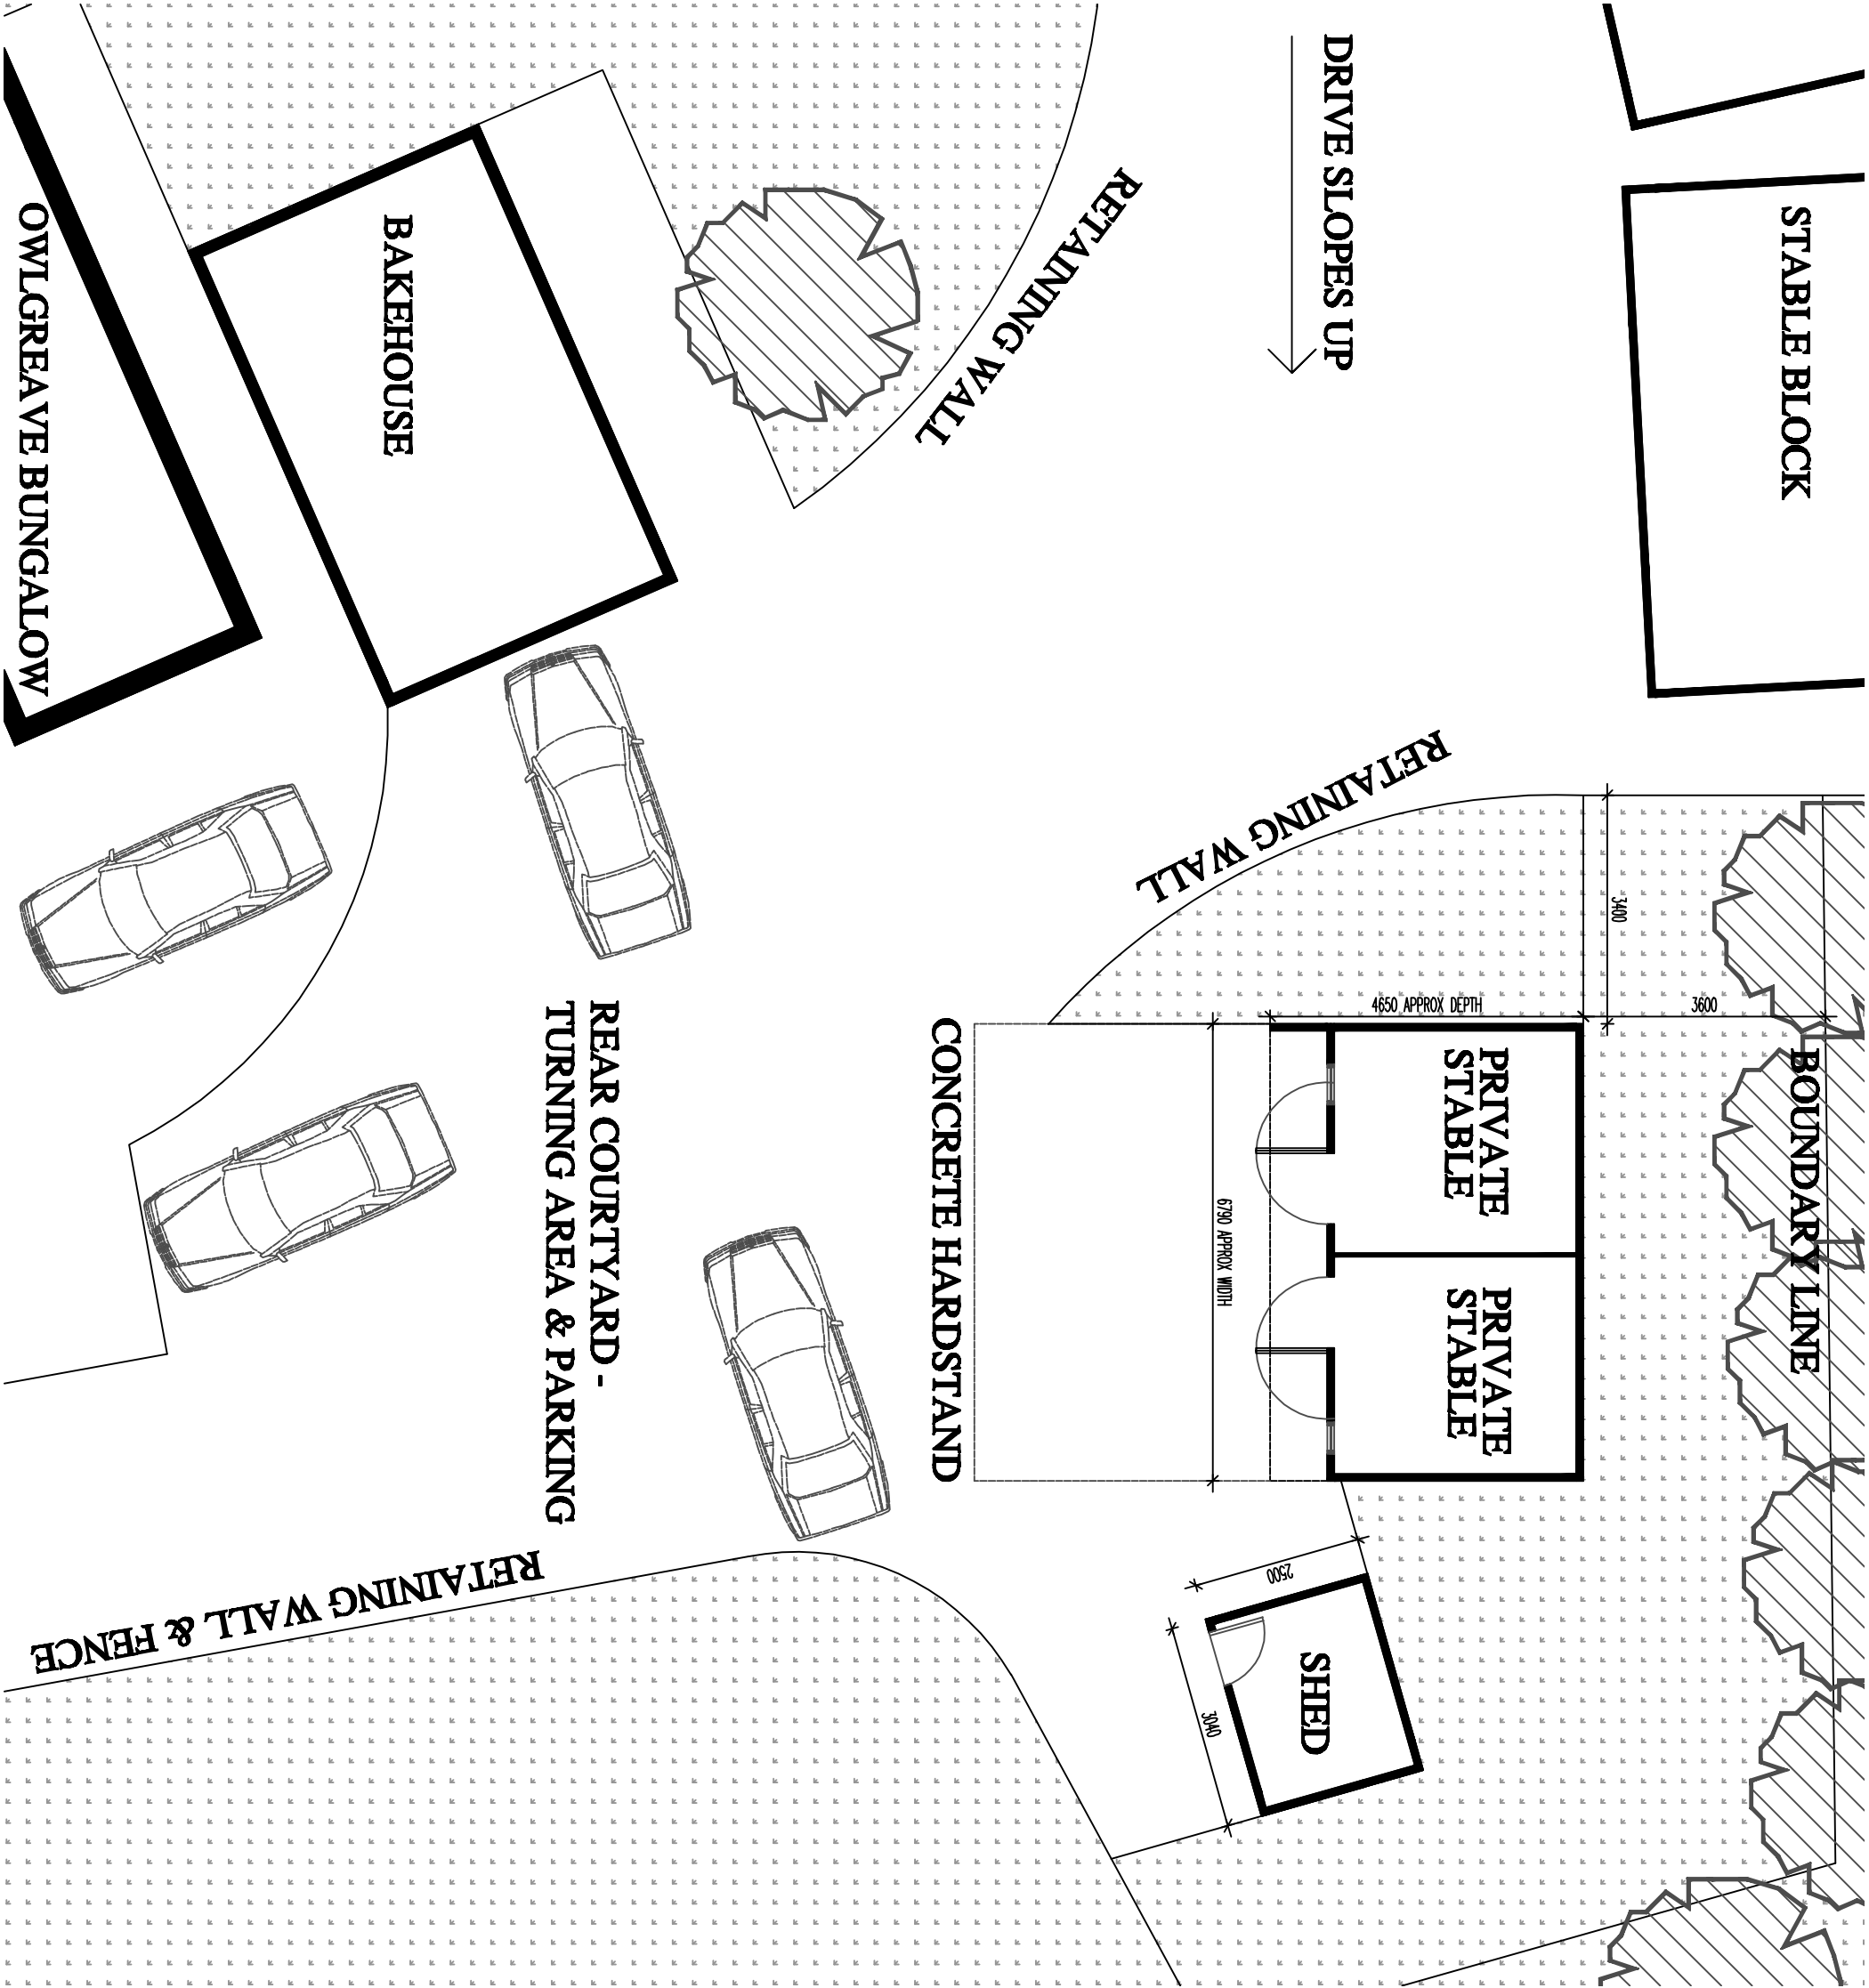 STABLE BLOCK
DRIVE SLOPES UP
RETAINING WALL
BAKEHOUSE
OWLGREAVE BUNGALOW
RETAINING WALL
3400
3600
4650 APPROX DEPTH
BOUNDARY LINE
PRIVATE
STABLE
PRIVATE
STABLE
6790 APPROX WIDTH
CONCRETE HARDSTAND
REAR COURTYARD -
TURNING AREA & PARKING
2500
SHED
3040
RETAINING WALL & FENCE